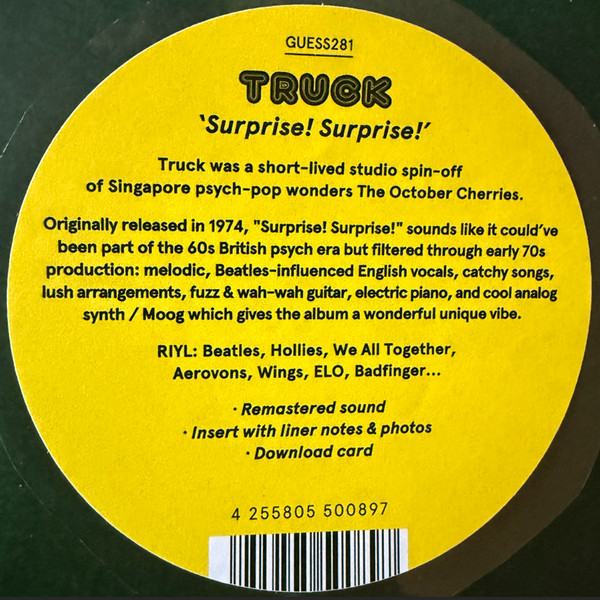 GUESS281
TRUCK
‘Surprise! Surprise!’
Truck was a short-lived studio spin-off
of Singapore psych-pop wonders The October Cherries.
Originally released in 1974, "Surprise! Surprise!" sounds like it could've
been part of the 60s British psych era but filtered through early 70s
production: melodic, Beatles-influenced English vocals, catchy songs,
lush arrangements, fuzz & wah-wah guitar, electric piano, and cool analog
synth / Moog which gives the album a wonderful unique vibe.
RIYL: Beatles, Hollies, We All Together,
Aerovons, Wings, ELO, Badfinger...
· Remastered sound
· Insert with liner notes & photos
· Download card
4 255805 500897